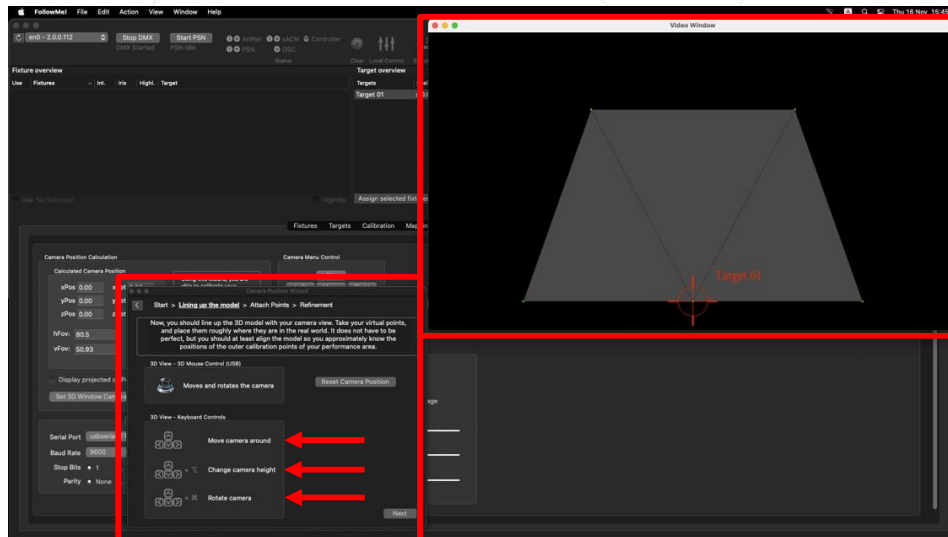 FollowMe! File Edit Action View Window Help
Thu 16 Nov 15:45
en0 - 2.0.0.112
Stop DMX
Start PSN
ArtNet
sACN
Controller
DMX Started
PSN idle
PSN
OSC
Status
Clear Local Control
Video Window
Fixture overview
Target overview
Use Fixtures Int. Iris Highl. Target
Targets
Target 01
Use No Selection
Highlite
Assign selected fixture
Target 01
Fixtures Targets Calibration
Camera Position Calculation
Camera Menu Control
Calculated Camera Position
xPos 0.00
yPos 0.00
zPos 0.00
hFov: 80.5
vFov: 50.93
Display projected
Set 3D Window
Serial Port usbseria
Baud Rate 9600
Stop Bits 1
Parity None
Camera Position Wizard
Start > Lining up the model > Attach Points > Refinement
Now, you should line up the 3D model with your camera view. Take your virtual points,
and place them roughly where they are in the real world. It does not have to be
perfect, but you should at least align the model so you approximately know the
positions of the outer calibration points of your performance area.
3D View - 3D Mouse Control (USB)
Moves and rotates the camera
Reset Camera Position
3D View - Keyboard Controls
Move camera around
+ ⌥ Change camera height
+ ⌘ Rotate camera
Next